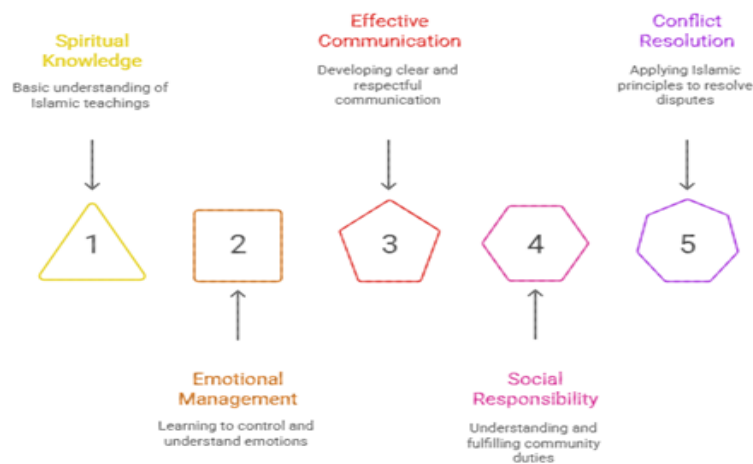 Spiritual
Knowledge
Basic understanding of
Islamic teachings
Effective
Communication
Developing clear and
respectful
communication
Conflict
Resolution
Applying Islamic
principles to resolve
disputes
1
2
3
4
5
Emotional
Management
Learning to control and
understand emotions
Social
Responsibility
Understanding and
fulfilling community
duties